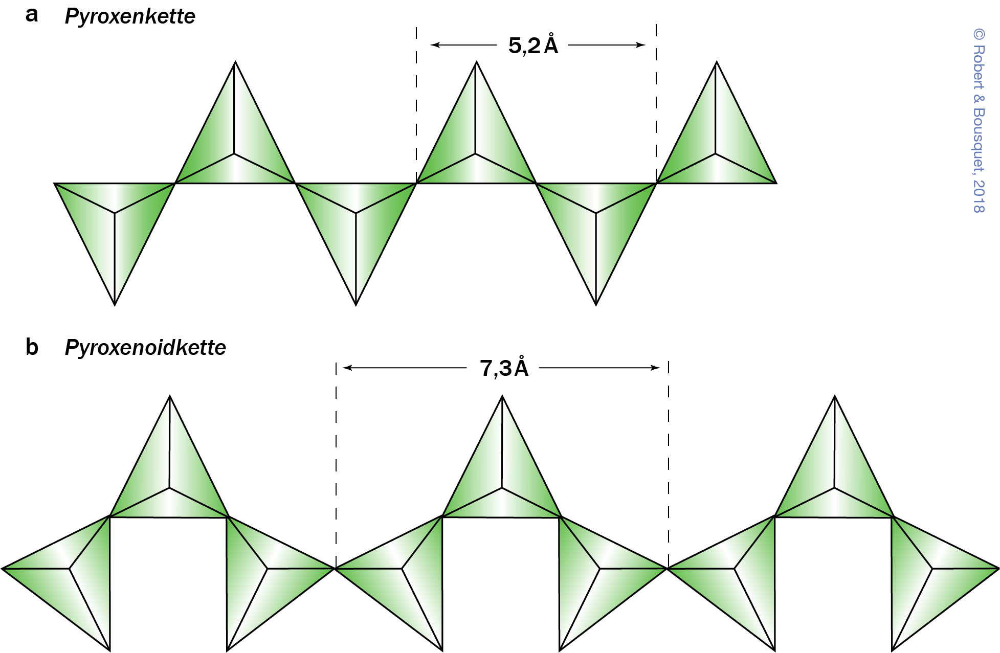 a Pyroxenkette
5,2 Å
© Robert & Bousquet, 2018
b Pyroxenoidkette
7,3 Å